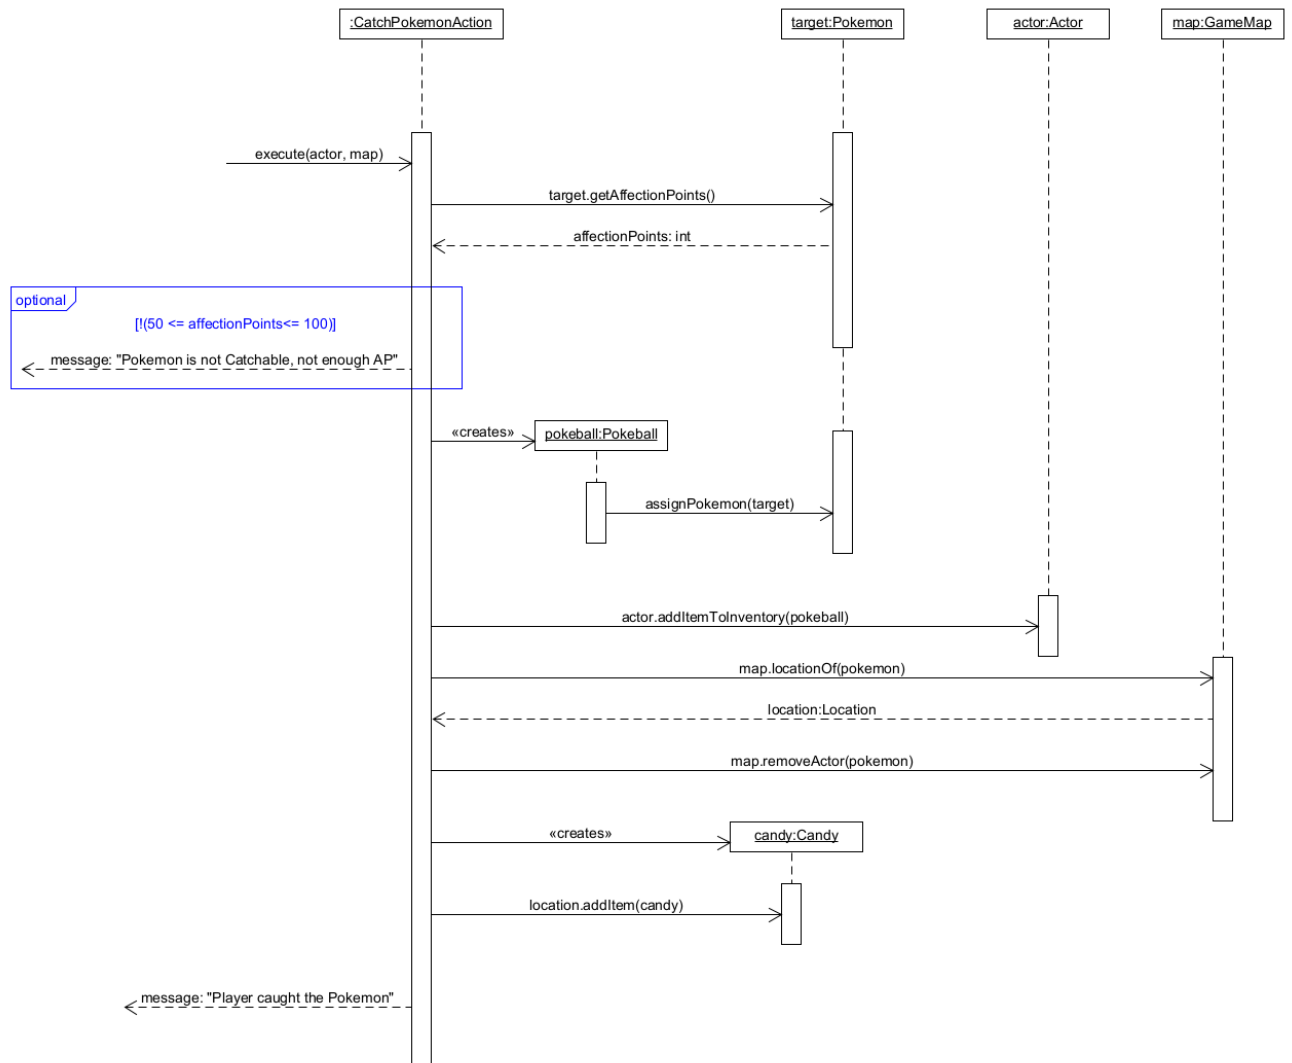 :CatchPokemonAction
target:Pokemon
actor:Actor
map:GameMap
execute(actor, map)
target.getAffectionPoints()
affectionPoints: int
optional
[!(50 <= affectionPoints<= 100)]
message: "Pokemon is not Catchable, not enough AP"
«creates»
pokeball:Pokeball
assignPokemon(target)
actor.addItemToInventory(pokeball)
map.locationOf(pokemon)
location:Location
map.removeActor(pokemon)
«creates»
candy:Candy
location.addItem(candy)
message: "Player caught the Pokemon"